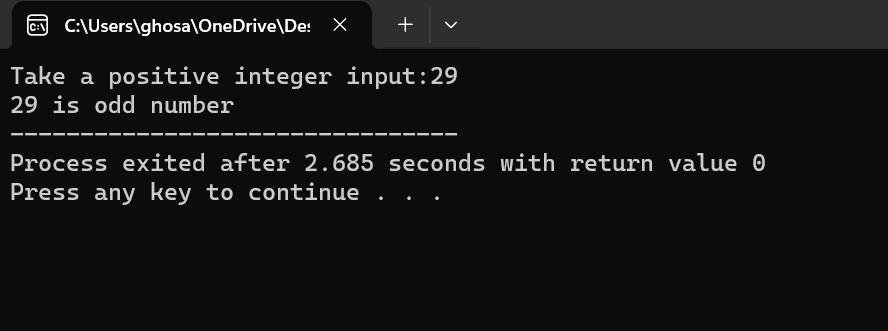 C:\Users\ghosa\OneDrive\Des
Take a positive integer input:29
29 is odd number
--------------------------------
Process exited after 2.685 seconds with return value 0
Press any key to continue . . .